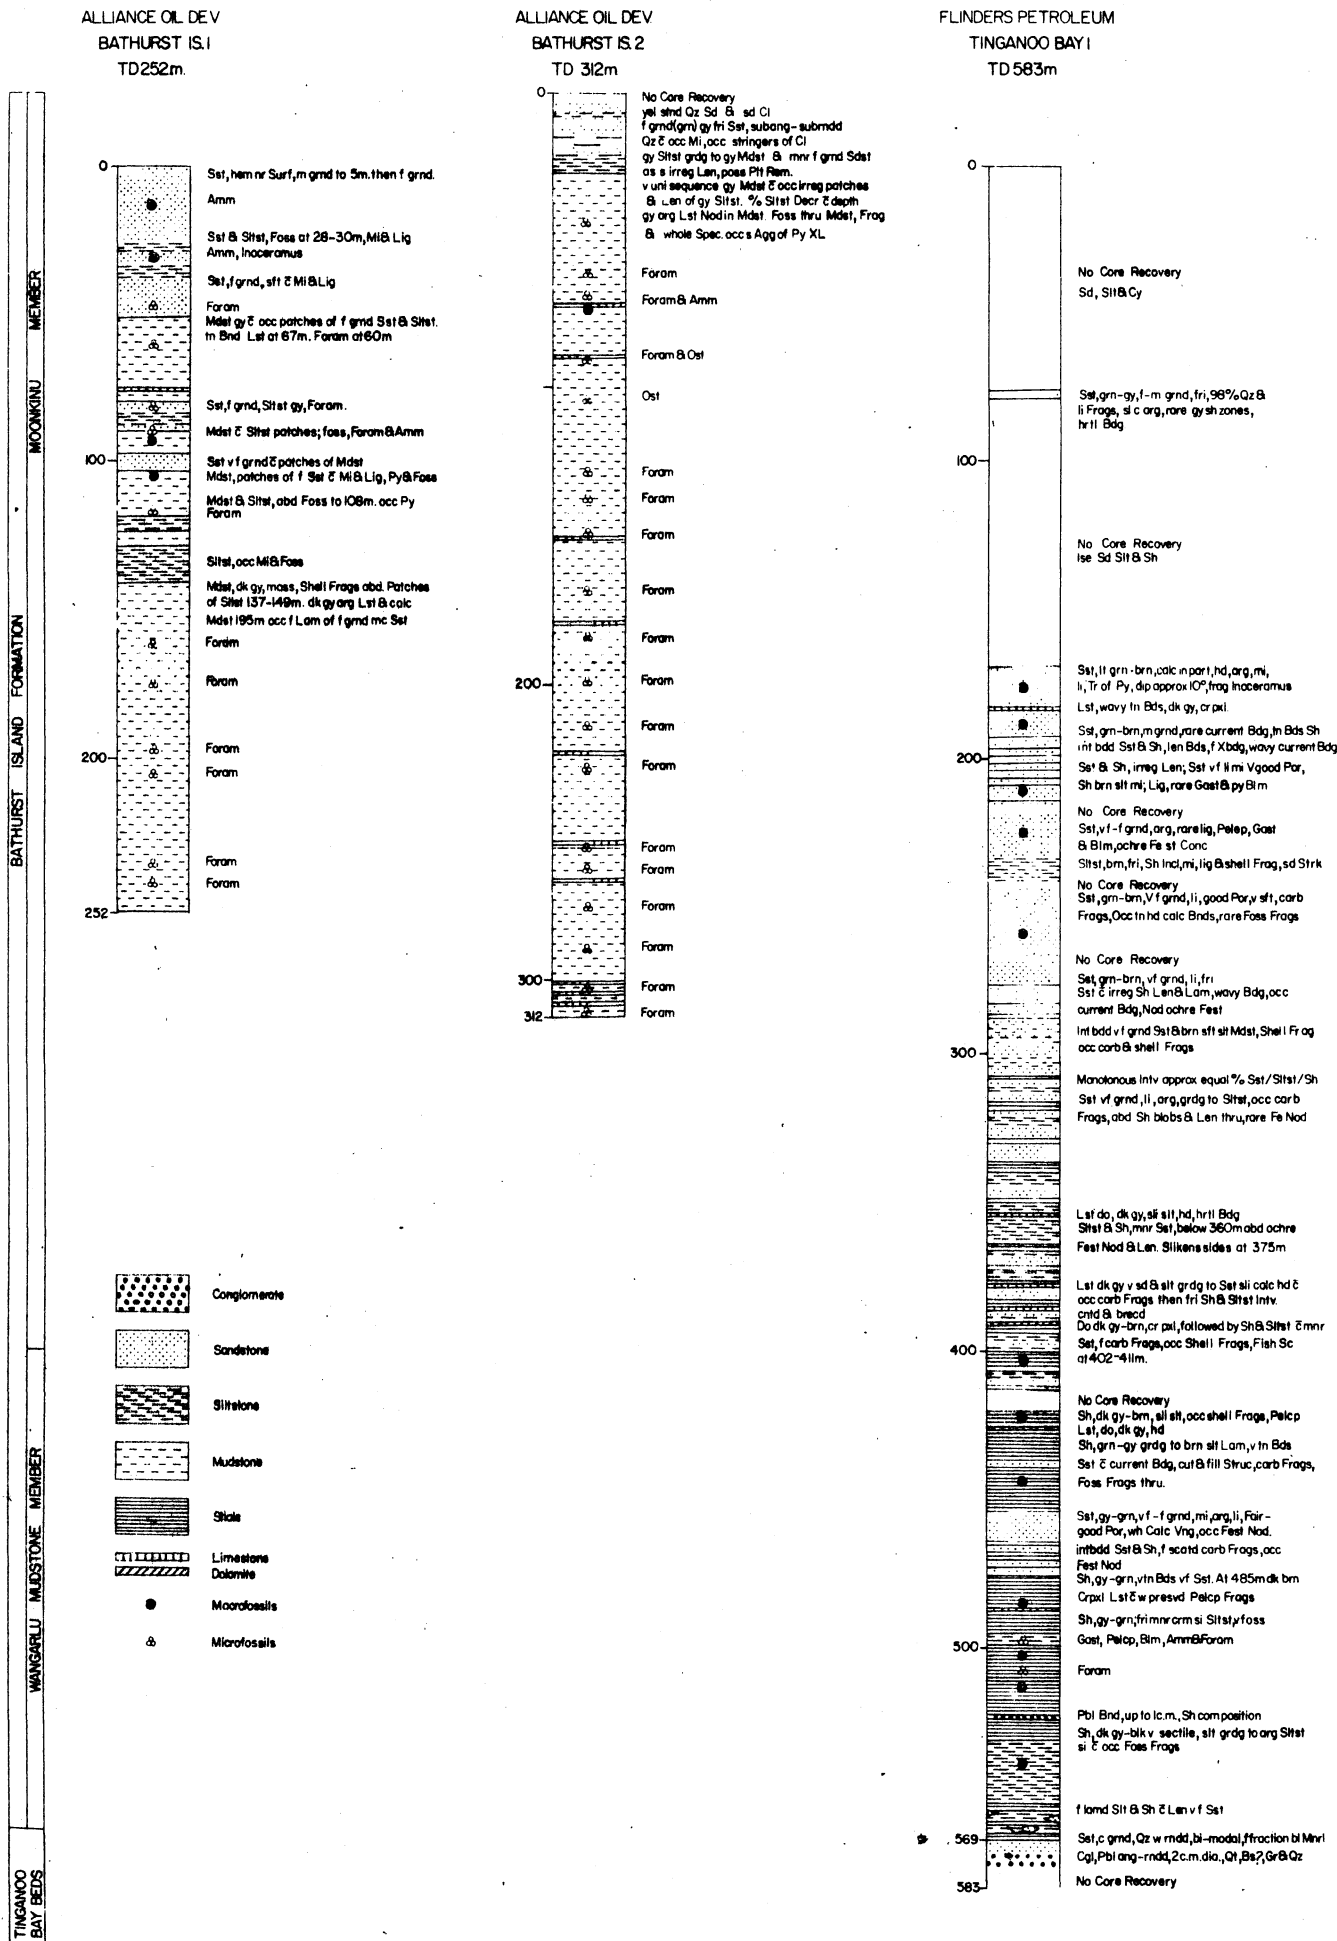 ALLIANCE OIL DEV
BATHURST IS.1
TD 252m.
0
Sst, hem nr Surf, m grnd to 5m. then f grnd.
Amm
Sst & Sltst, Foss at 28-30m, Mi & Lig
Amm, Inoceramus
Sst, f grnd, sft c̄ Mi & Lig
Foram
Mdst gy c̄ occ patches of f grnd Sst & Sltst.
tn Bnd Lst at 67m. Foram at 60m
Sst, f grnd, Sltst gy, Foram.
Mdst c̄ Sltst patches; foss, Foram & Amm
100
Sst v f grnd c̄ patches of Mdst
Mdst, patches of f Sst c̄ Mi & Lig, Py & Foss
Mdst & Sltst, abd Foss to 108m. occ Py
Foram
Sltst, occ Mi & Foss
Mdst, dk gy, mass, Shell Frags abd. Patches
of Sltst 137-149m. dk gy arg Lst & calc
Mdst 195m occ f Lam of f grnd mc Sst
Foram
Foram
Foram
200
Foram
Foram
Foram
252
ALLIANCE OIL DEV
BATHURST IS. 2
TD 312m
0
No Core Recovery
yel stnd Qz Sd & sd Cl
f grnd (grn) gy fri Sst, subang-subrndd
Qz c̄ occ Mi, occ stringers of Cl
gy Sltst grdg to gy Mdst & mnr f grnd Sdst
as s irreg Len, poss Plt Rem.
v uni sequence gy Mdst c̄ occ irreg patches
& Len of gy Sltst. % Sltst Decr c̄ depth
gy arg Lst Nod in Mdst. Foss thru Mdst, Frag
& whole Spec. occ s Agg of Py XL
Foram
Foram & Amm
Foram & Ost
Ost
Foram
Foram
Foram
Foram
Foram
200
Foram
Foram
Foram
Foram
Foram
Foram
Foram
300
Foram
312
Foram
FLINDERS PETROLEUM
TINGANOO BAY 1
TD 583m
0
No Core Recovery
Sd, Slt & Cy
Sst, grn-gy, f-m grnd, fri, 98% Qz &
li Frags, sl c arg, rare gy sh zones,
hrtl Bdg
100
No Core Recovery
lse Sd Slt & Sh
Sst, lt grn-brn, calc in part, hd, arg, mi,
li, Tr of Py, dip approx 10°, frag Inoceramus
Lst, wavy tn Bds, dk gy, cr pxl.
Sst, grn-brn, m grnd, rare current Bdg, tn Bds Sh
int bdd Sst & Sh, len Bds, f Xbdg, wavy current Bdg
200
Sst & Sh, irreg Len; Sst vf li mi Vgood Por,
Sh brn slt mi; Lig, rare Gast & py Blm
No Core Recovery
Sst, vf-f grnd, arg, rare lig, Pelep, Gast
& Blm, ochre Fe st Conc
Sltst, brn, fri, Sh Incl, mi, lig & shell Frag, sd Strk
No Core Recovery
Sst, grn-brn, V f grnd, li, good Por, v sft, carb
Frags, Occ tn hd calc Bnds, rare Foss Frags
No Core Recovery
Sst, grn-brn, vf grnd, li, fri
Sst c̄ irreg Sh Len & Lam, wavy Bdg, occ
current Bdg, Nod ochre Fest
Int bdd v f grnd Sst & brn sft slt Mdst, Shell Frag
occ carb & shell Frags
300
Monotonous Intv approx equal % Sst/Sltst/Sh
Sst vf grnd, li, arg, grdg to Sltst, occ carb
Frags, abd Sh blobs & Len thru, rare Fe Nod
Lst do, dk gy, sli slt, hd, hrtl Bdg
Sltst & Sh, mnr Sst, below 360m abd ochre
Fest Nod & Len. Slikenssides at 375m
Lst dk gy v sd & slt grdg to Sst sli calc hd c̄
occ carb Frags then fri Sh & Sltst Intv.
cntd & brecd
Do dk gy-brn, cr pxl, followed by Sh & Sltst c̄ mnr
Sst, f carb Frags, occ Shell Frags, Fish Sc
400
at 402-411m.
No Core Recovery
Sh, dk gy-brn, sli slt, occ shell Frags, Pelcp
Lst, do, dk gy, hd
Sh, grn-gy grdg to brn slt Lam, v tn Bds
Sst c̄ current Bdg, cut & fill Struc, carb Frags,
Foss Frags thru.
Sst, gy-grn, vf-f grnd, mi, arg, li, Fair-
good Por, wh Calc Vng, occ Fest Nod.
intbdd Sst & Sh, f scatd carb Frags, occ
Fest Nod
Sh, gy-grn, v tn Bds vf Sst. At 485m dk brn
Crpxl Lst c̄ w presvd Pelcp Frags
Sh, gy-grn; fri mnr crm si Sltst, v foss
500
Gast, Pelcp, Blm, Amm & Foram
Foram
Pbl Bnd, up to 1c.m., Sh composition
Sh, dk gy-blk v sectile, slt grdg to arg Sltst
si c̄ occ Foss Frags
f lamd Slt & Sh c̄ Len v f Sst
569
Sst, c grnd, Qz w rndd, bi-modal, f fraction bl Mnrl
Cgl, Pbl ang-rndd, 2c.m. dia., Qt, Bs?, Gr & Qz
583
No Core Recovery
BATHURST ISLAND FORMATION
MOONKINU MEMBER
WANGARLU MUDSTONE MEMBER
TINGANOO
BAY BEDS
Conglomerate
Sandstone
Siltstone
Mudstone
Shale
Limestone
Dolomite
Macrofossils
Microfossils